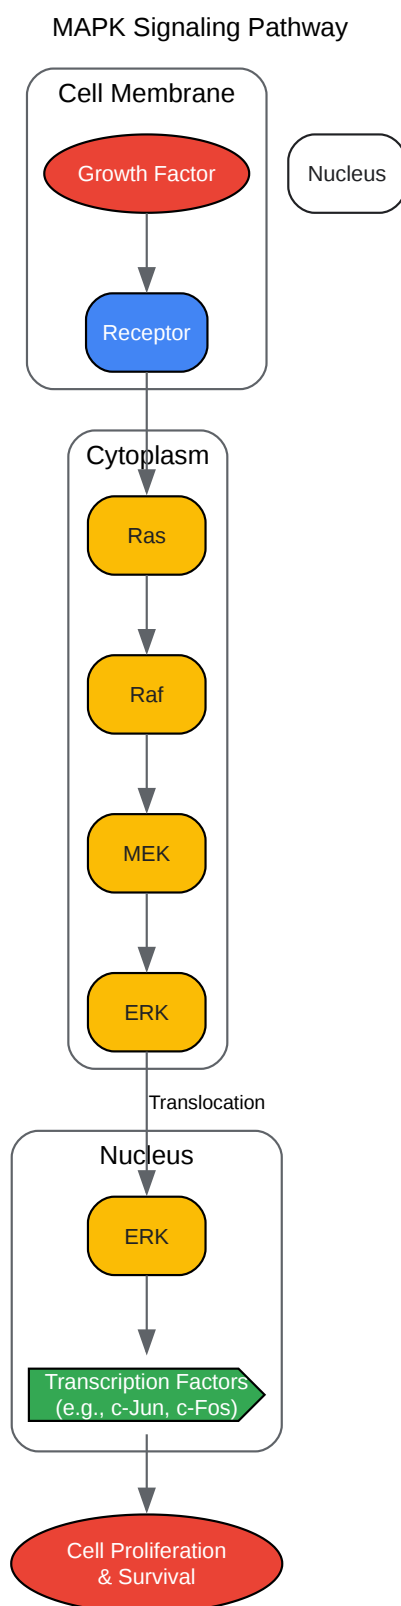 MAPK Signaling Pathway
Cell Membrane
Growth Factor
Nucleus
Receptor
Cytoplasm
Ras
Raf
MEK
ERK
Translocation
Nucleus
ERK
Transcription Factors
(e.g., c-Jun, c-Fos)
Cell Proliferation
& Survival